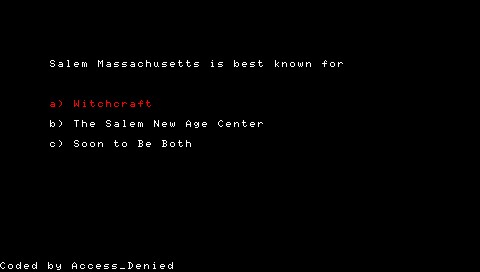 Salem Massachusetts is best known for
a) Witchcraft
b) The Salem New Age Center
c) Soon to Be Both
Coded by Access_Denied